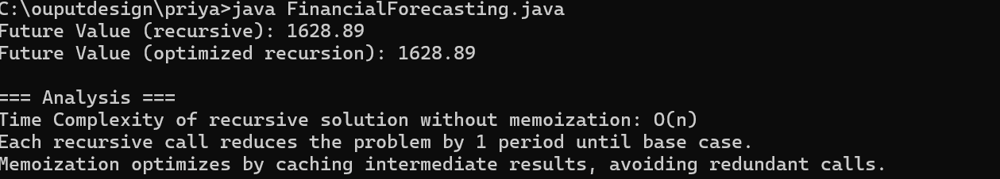 C:\ouputdesign\priya>java FinancialForecasting.java
Future Value (recursive): 1628.89
Future Value (optimized recursion): 1628.89
=== Analysis ===
Time Complexity of recursive solution without memoization: O(n)
Each recursive call reduces the problem by 1 period until base case.
Memoization optimizes by caching intermediate results, avoiding redundant calls.